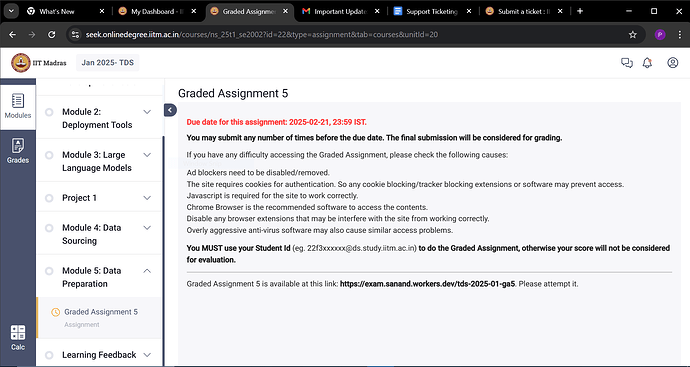 What's New
My Dashboard - II
Graded Assignment
Important Update
Support Ticketing
Submit a ticket : II
seek.onlinedegree.iitm.ac.in/courses/ns_25t1_se2002?id=22&type=assignment&tab=courses&unitId=20
P
IIT Madras
Jan 2025- TDS
Modules
Grades
Calc
Module 2:
Deployment Tools
Module 3: Large
Language Models
Project 1
Module 4: Data
Sourcing
Module 5: Data
Preparation
Graded Assignment 5
Assignment
Learning Feedback
Graded Assignment 5
Due date for this assignment: 2025-02-21, 23:59 IST.
You may submit any number of times before the due date. The final submission will be considered for grading.
If you have any difficulty accessing the Graded Assignment, please check the following causes:
Ad blockers need to be disabled/removed.
The site requires cookies for authentication. So any cookie blocking/tracker blocking extensions or software may prevent access.
Javascript is required for the site to work correctly.
Chrome Browser is the recommended software to access the contents.
Disable any browser extensions that may be interfere with the site from working correctly.
Overly aggressive anti-virus software may also cause similar access problems.
You MUST use your Student Id (eg. 22f3xxxxxx@ds.study.iitm.ac.in) to do the Graded Assignment, otherwise your score will not be considered
for evaluation.
Graded Assignment 5 is available at this link: https://exam.sanand.workers.dev/tds-2025-01-ga5. Please attempt it.